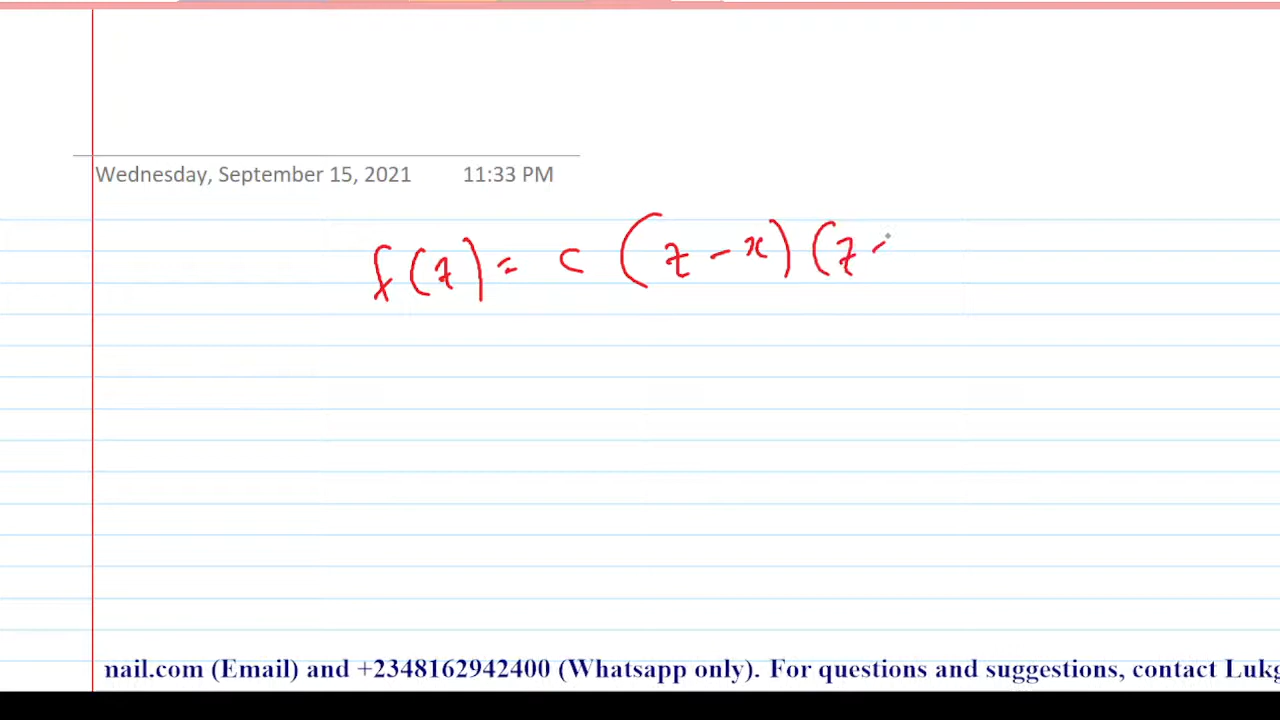 Wednesday, September 15, 2021 11:33 PM
f(z) = c (z - x) (z -
nail.com (Email) and +2348162942400 (Whatsapp only). For questions and suggestions, contact Lukg